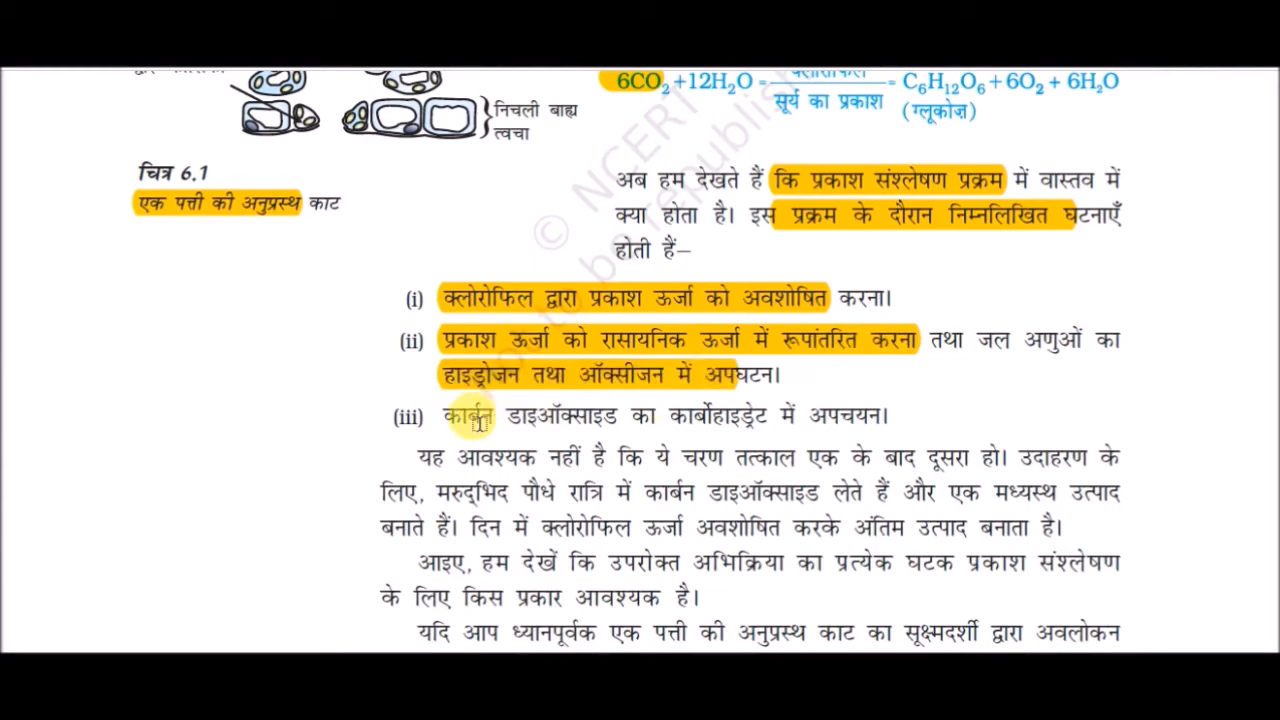 6CO₂ +12H₂O = क्लोरोफिल = C₆H₁₂O₆ + 6O₂ + 6H₂O
सूर्य का प्रकाश (ग्लूकोज़)
निचली बाह्य
त्वचा
चित्र 6.1
एक पत्ती की अनुप्रस्थ काट
अब हम देखते हैं कि प्रकाश संश्लेषण प्रक्रम में वास्तव में
क्या होता है। इस प्रक्रम के दौरान निम्नलिखित घटनाएँ
होती हैं–
(i) क्लोरोफिल द्वारा प्रकाश ऊर्जा को अवशोषित करना।
(ii) प्रकाश ऊर्जा को रासायनिक ऊर्जा में रूपांतरित करना तथा जल अणुओं का
हाइड्रोजन तथा ऑक्सीजन में अपघटन।
(iii) कार्बन डाइऑक्साइड का कार्बोहाइड्रेट में अपचयन।
यह आवश्यक नहीं है कि ये चरण तत्काल एक के बाद दूसरा हो। उदाहरण के
लिए, मरुद्भिद पौधे रात्रि में कार्बन डाइऑक्साइड लेते हैं और एक मध्यस्थ उत्पाद
बनाते हैं। दिन में क्लोरोफिल ऊर्जा अवशोषित करके अंतिम उत्पाद बनाता है।
आइए, हम देखें कि उपरोक्त अभिक्रिया का प्रत्येक घटक प्रकाश संश्लेषण
के लिए किस प्रकार आवश्यक है।
यदि आप ध्यानपूर्वक एक पत्ती की अनुप्रस्थ काट का सूक्ष्मदर्शी द्वारा अवलोकन
© NCERT
not to be republish